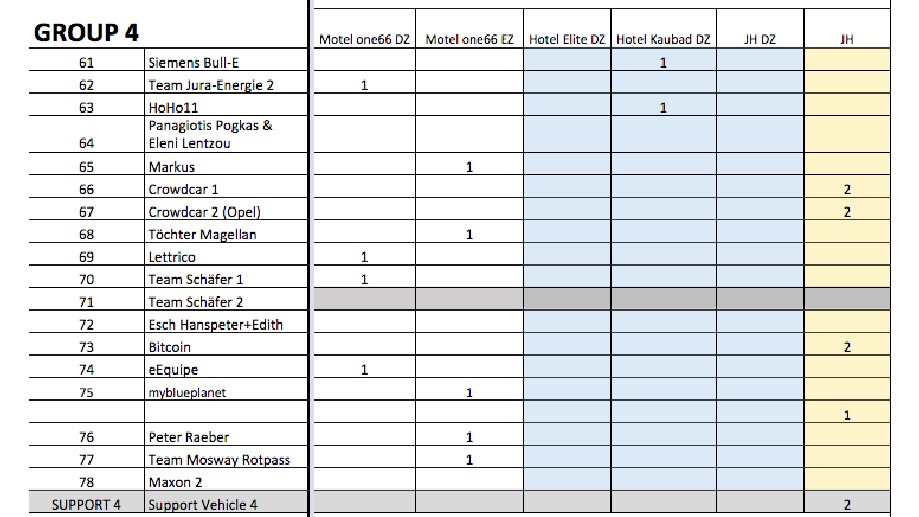 GROUP 4 Motel one66 DZ Motel one66 EZ Hotel Elite DZ Hotel Kaubad DZ JH DZ JH
61 Siemens Bull-E 1
62 Team Jura-Energie 2 1
63 HoHo11 1
Panagiotis Pogkas &
64 Eleni Lentzou
65 Markus 1
66 Crowdcar 1 2
67 Crowdcar 2 (Opel) 2
68 Töchter Magellan 1
69 Lettrico 1
70 Team Schäfer 1 1
71 Team Schäfer 2
72 Esch Hanspeter+Edith
73 Bitcoin 2
74 eEquipe 1
75 myblueplanet 1
1
76 Peter Raeber 1
77 Team Mosway Rotpass 1
78 Maxon 2
SUPPORT 4 Support Vehicle 4 2